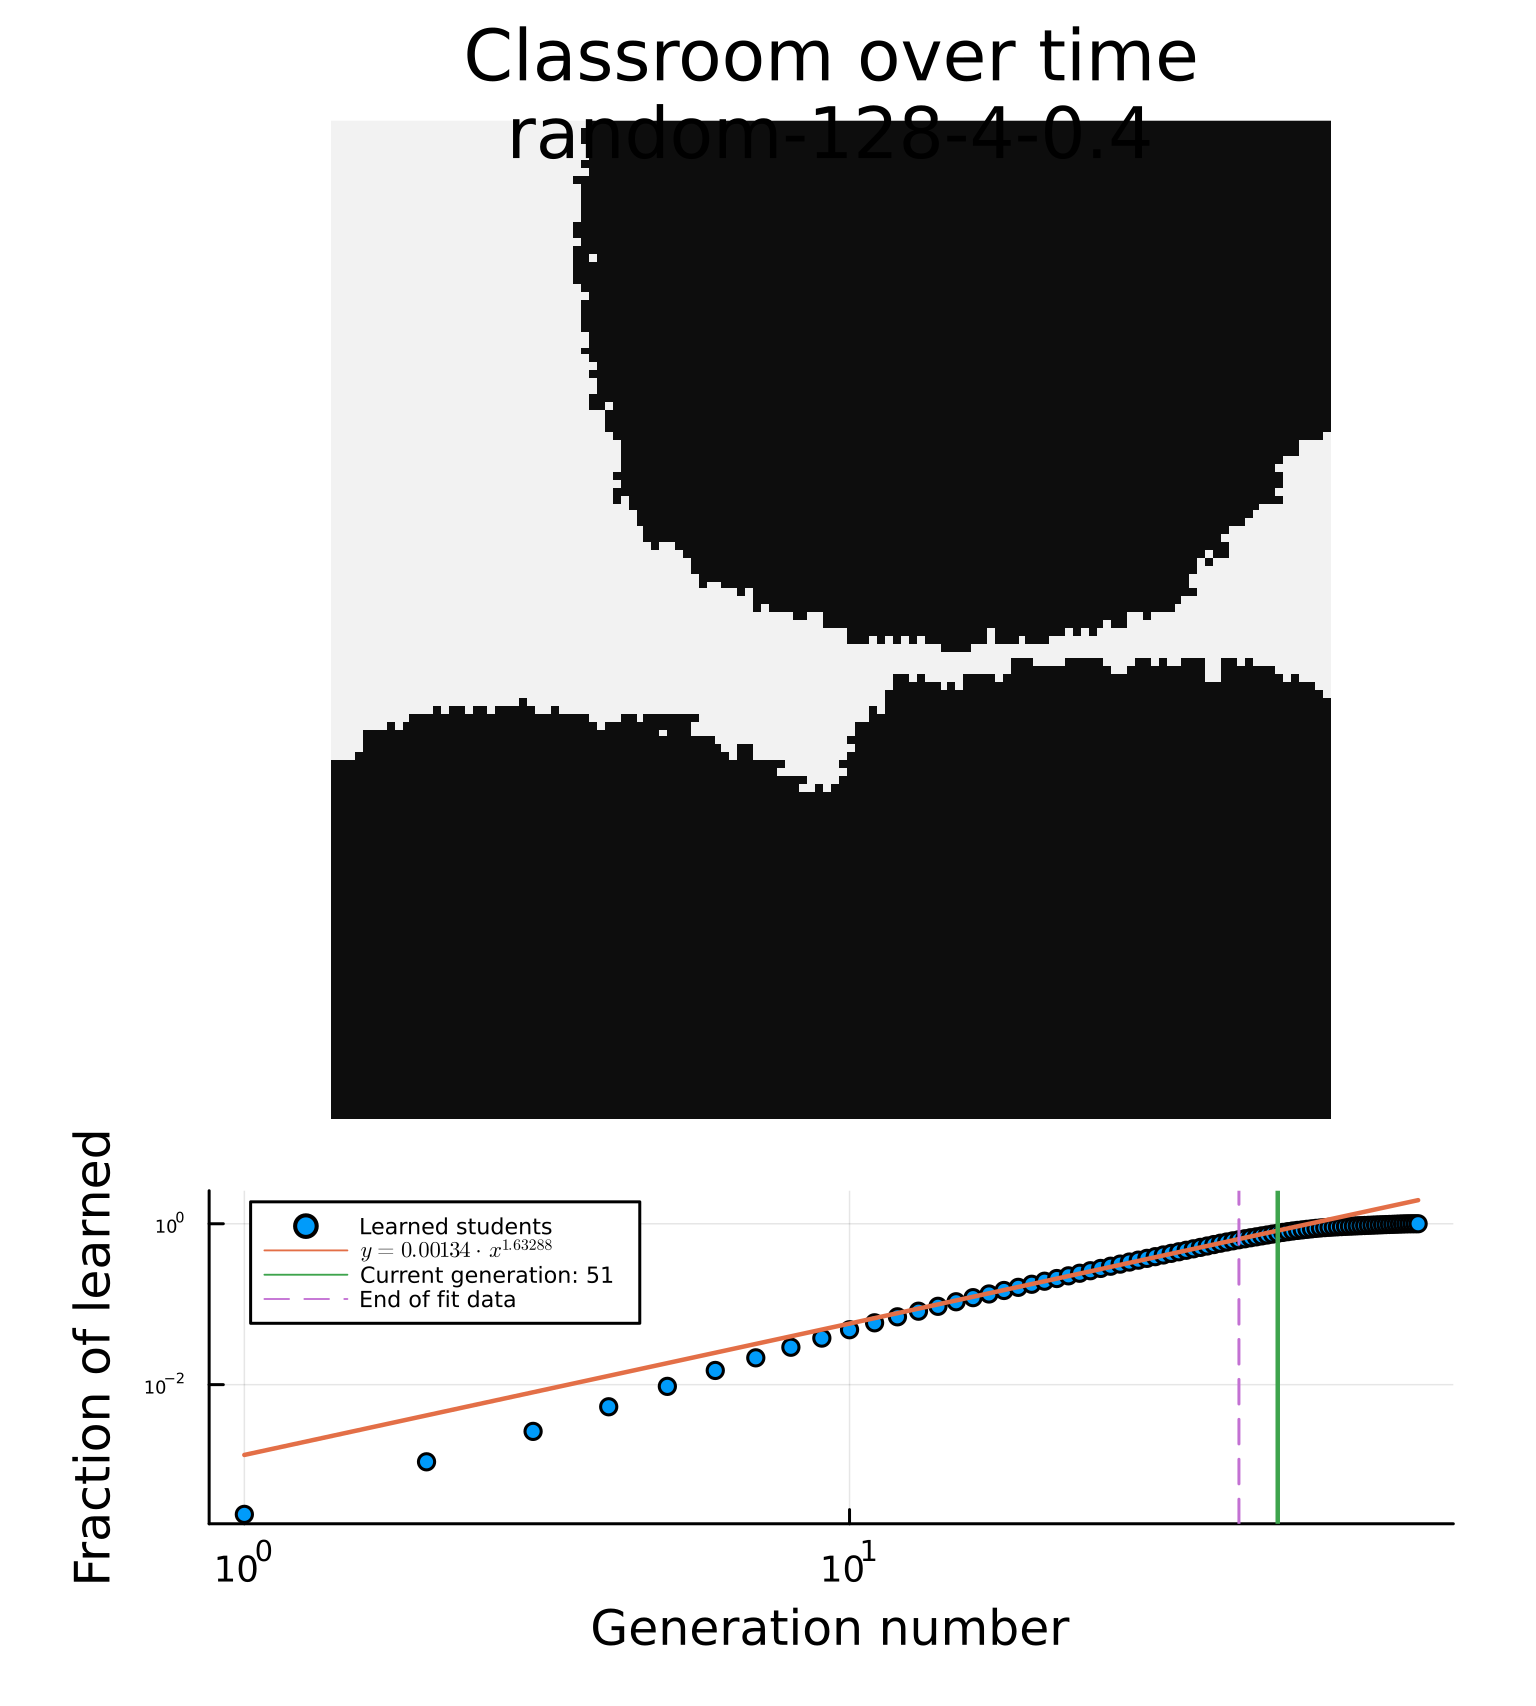 Classroom over time
random-128-4-0.4
Fraction of learned
10⁰
10⁻²
Learned students
y = 0.00134 · x^1.63288
Current generation: 51
End of fit data
10⁰
10¹
Generation number